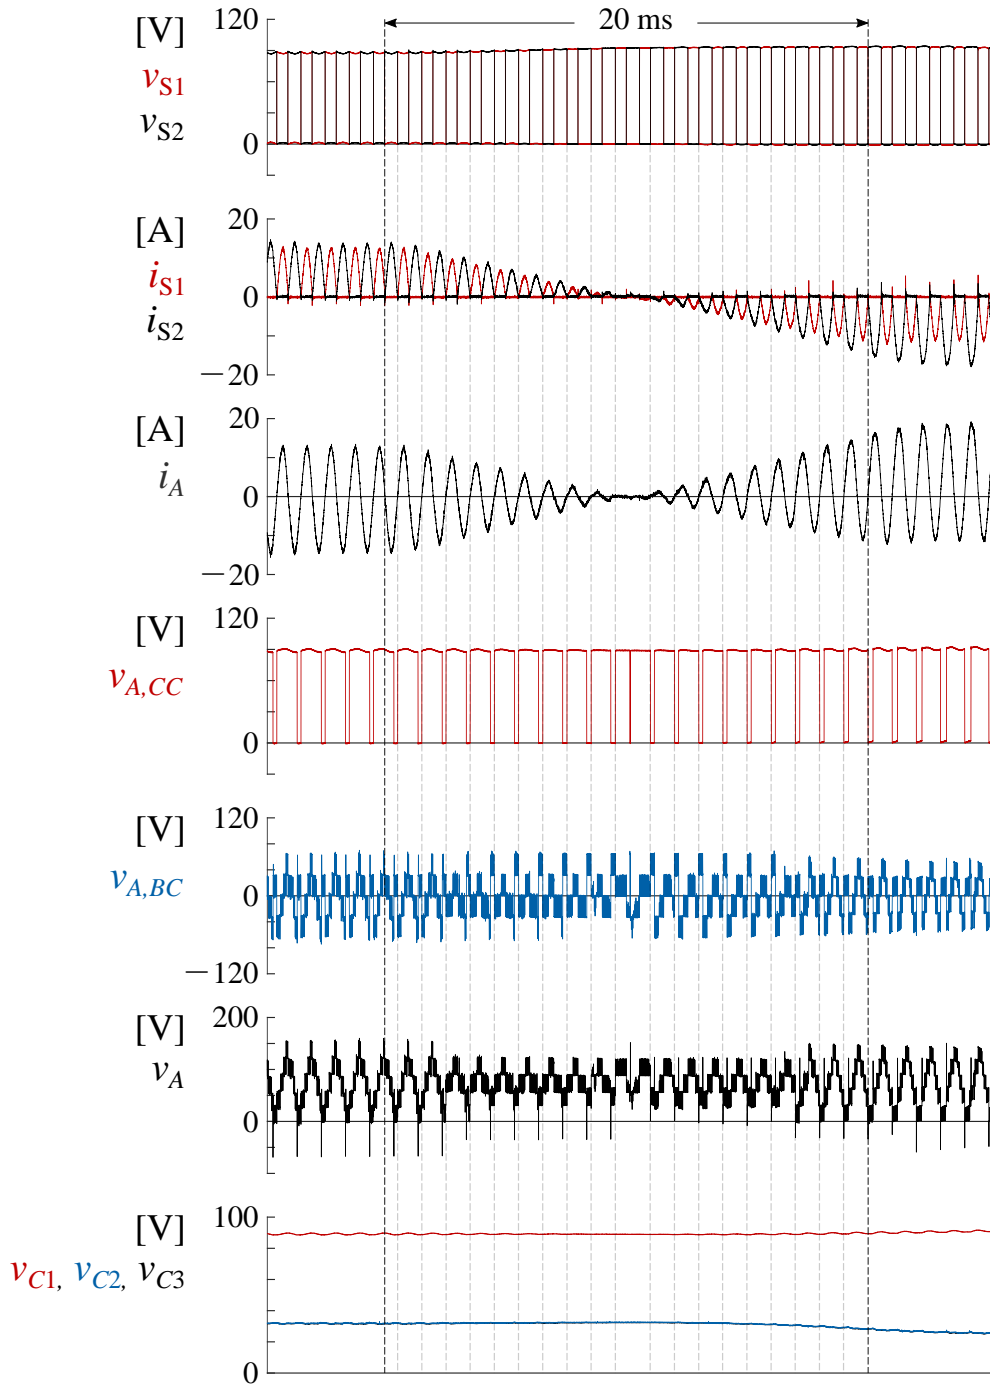 20 ms
[V] 120
vS1
vS2 0
[A] 20
iS1 0
iS2
−20
[A] 20
iA 0
−20
[V] 120
vA,CC
0
[V] 120
vA,BC 0
−120
[V] 200
vA
0
[V] 100
vC1, vC2, vC3
0